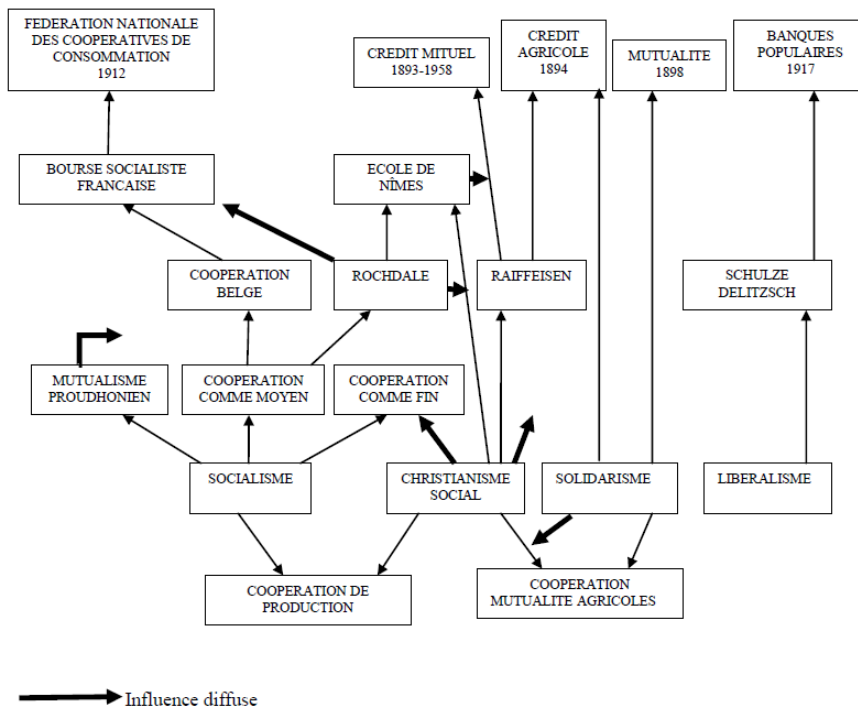 FEDERATION NATIONALE
DES COOPERATIVES DE
CONSOMMATION
1912
CREDIT MITUEL
1893-1958
CREDIT
AGRICOLE
1894
MUTUALITE
1898
BANQUES
POPULAIRES
1917
BOURSE SOCIALISTE
FRANCAISE
ECOLE DE
NÎMES
COOPERATION
BELGE
ROCHDALE
RAIFFEISEN
SCHULZE
DELITZSCH
MUTUALISME
PROUDHONIEN
COOPERATION
COMME MOYEN
COOPERATION
COMME FIN
SOCIALISME
CHRISTIANISME
SOCIAL
SOLIDARISME
LIBERALISME
COOPERATION DE
PRODUCTION
COOPERATION
MUTUALITE AGRICOLES
Influence diffuse